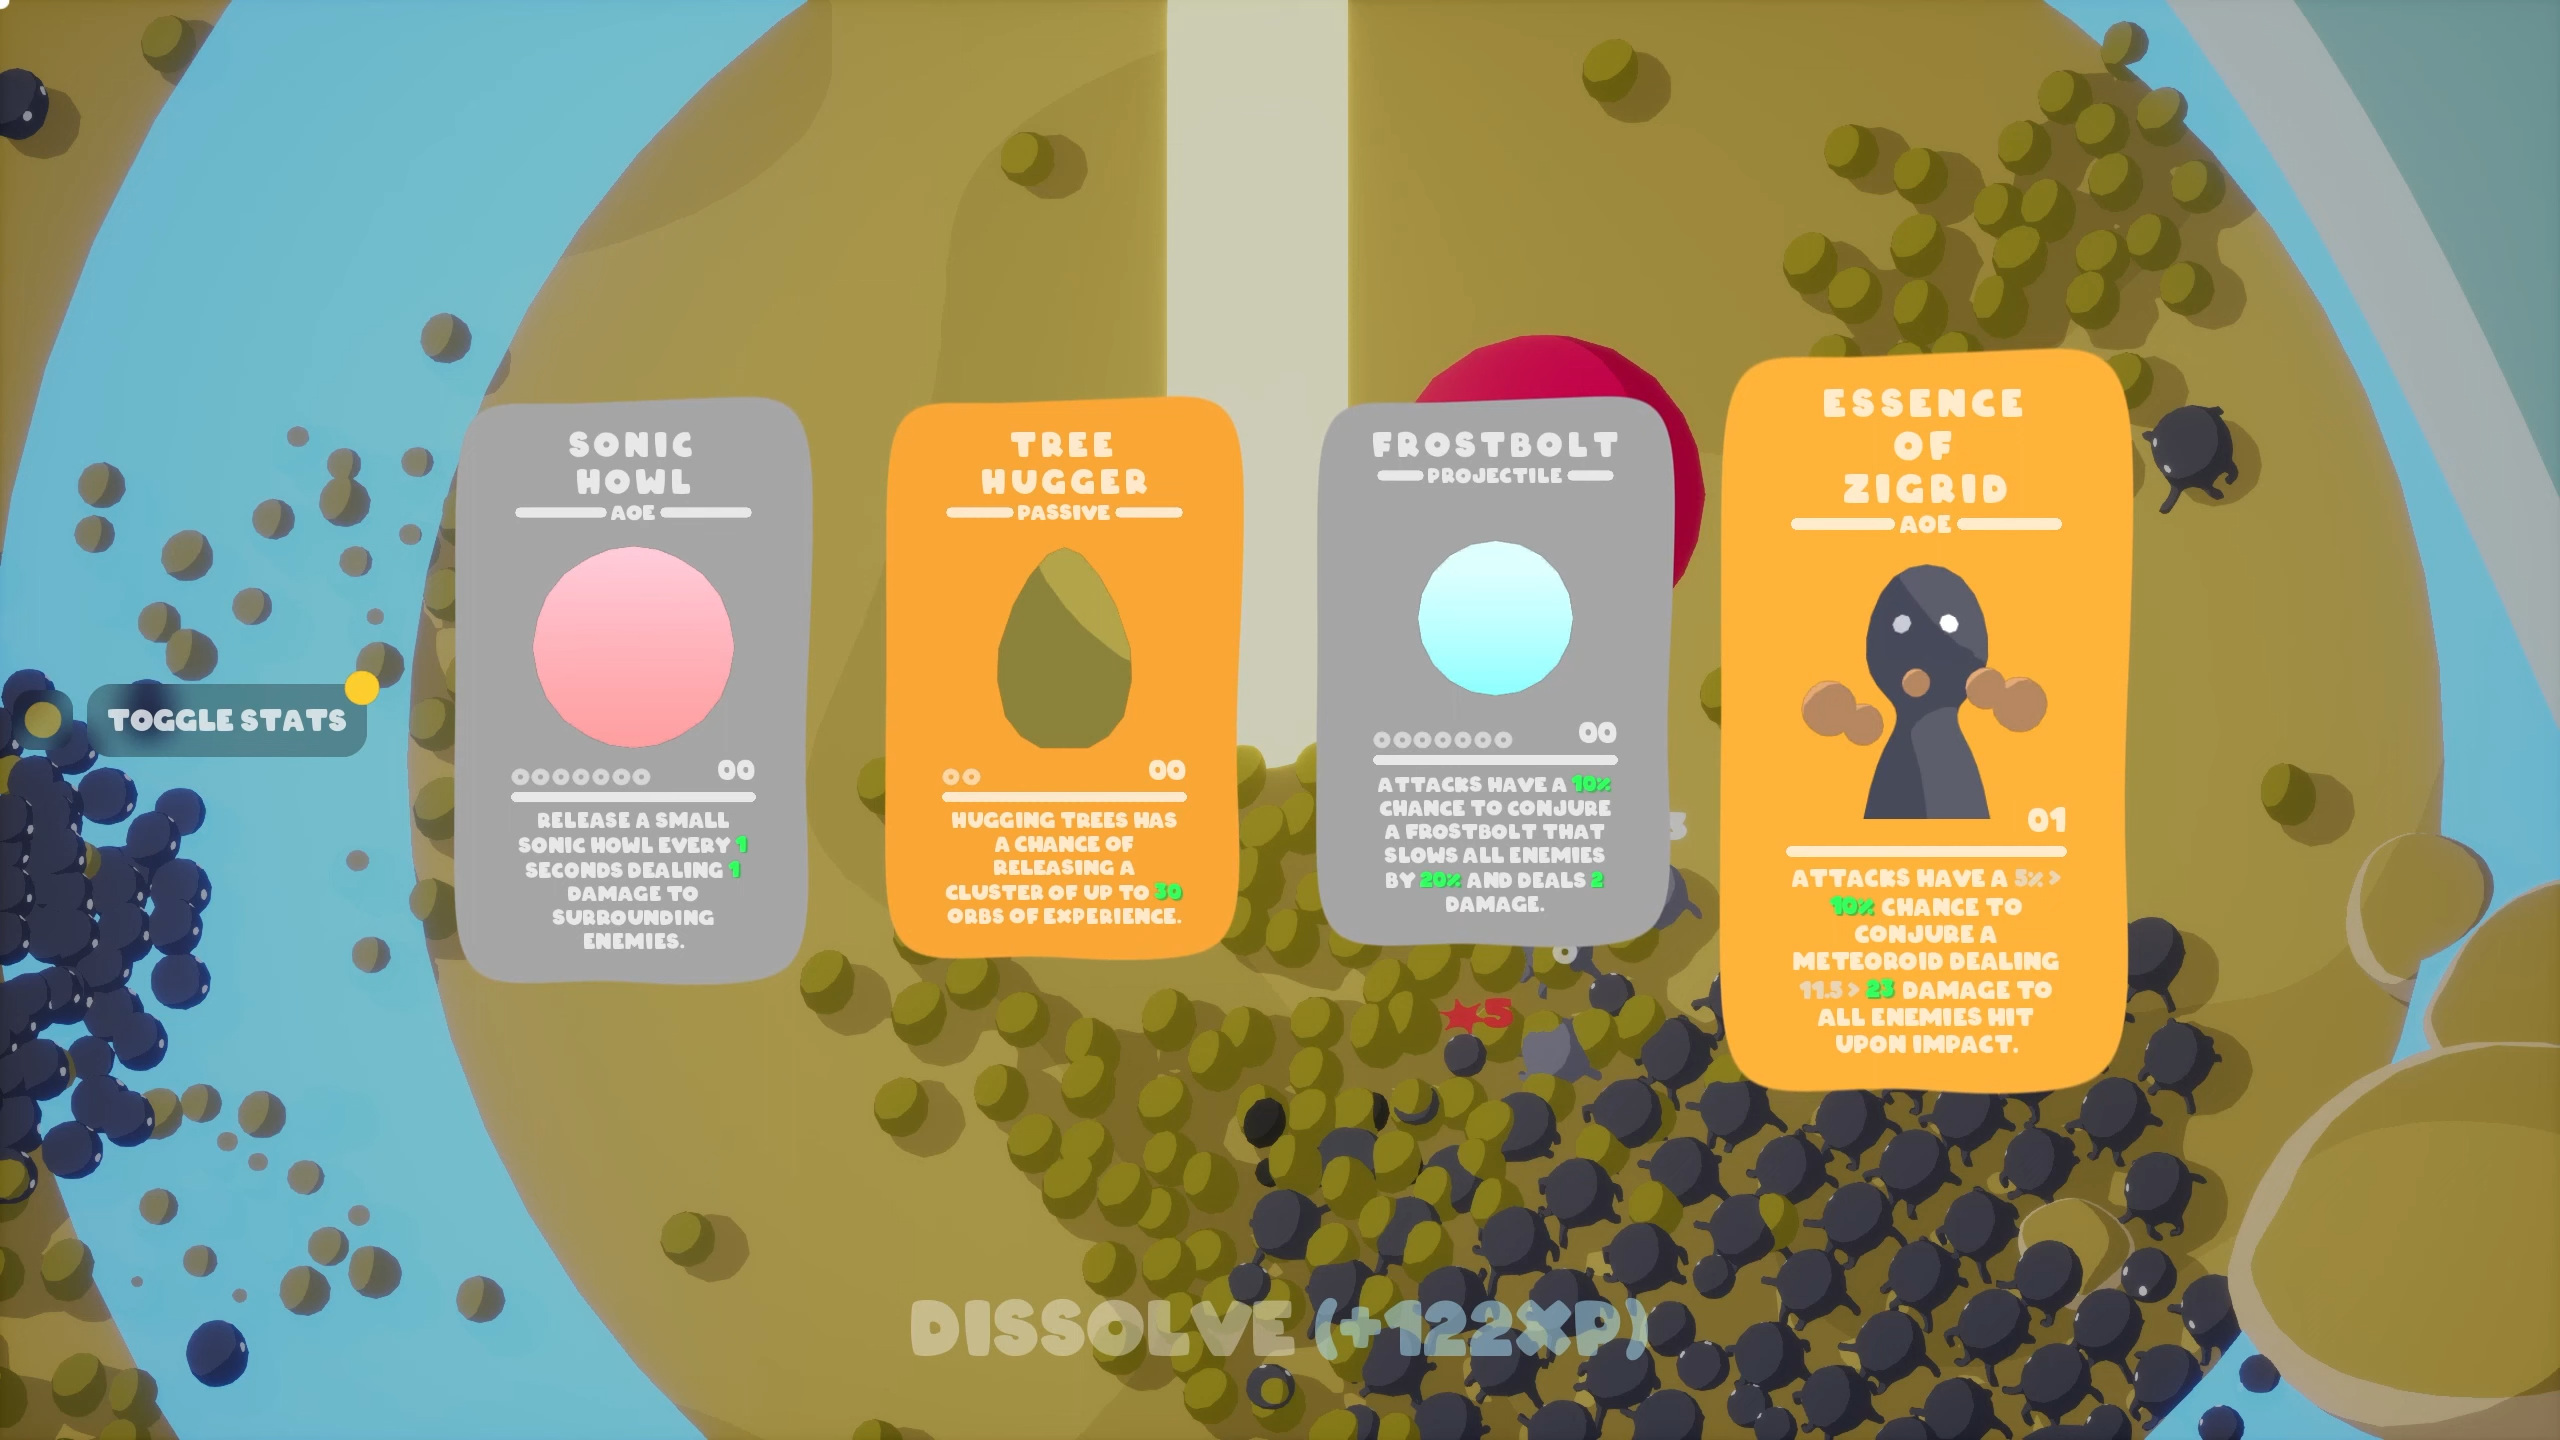 SONIC
HOWL
AOE
00
RELEASE A SMALL
SONIC HOWL EVERY 1
SECONDS DEALING 1
DAMAGE TO
SURROUNDING
ENEMIES.
TREE
HUGGER
PASSIVE
00
HUGGING TREES HAS
A CHANCE OF
RELEASING A
CLUSTER OF UP TO 30
ORBS OF EXPERIENCE.
FROSTBOLT
PROJECTILE
00
ATTACKS HAVE A 10%
CHANCE TO CONJURE
A FROSTBOLT THAT
SLOWS ALL ENEMIES
BY 20% AND DEALS 2
DAMAGE.
ESSENCE
OF
ZIGRID
AOE
01
ATTACKS HAVE A 5% >
10% CHANCE TO
CONJURE A
METEOROID DEALING
11.5 > 23 DAMAGE TO
ALL ENEMIES HIT
UPON IMPACT.
TOGGLE STATS
5
DISSOLVE (+122XP)